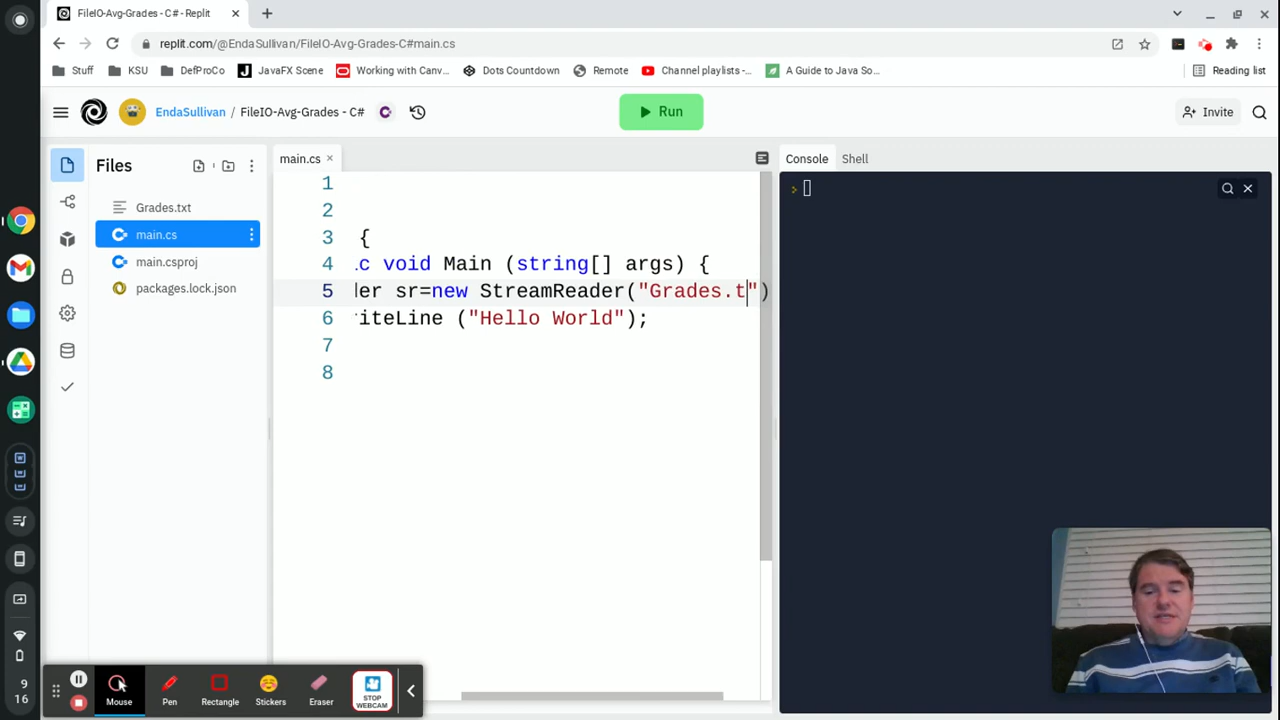 FileIO-Avg-Grades - C# - Replit
replit.com/@EndaSullivan/FileIO-Avg-Grades-C#main.cs
Stuff KSU DefProCo JavaFX Scene Working with Canv... Dots Countdown Remote Channel playlists -... A Guide to Java So... Reading list
EndaSullivan / FileIO-Avg-Grades - C# Run Invite
Files main.cs Console Shell
Grades.txt
main.cs
main.csproj
packages.lock.json
1
2
3 {
4 .c void Main (string[] args) {
5 der sr=new StreamReader("Grades.t")
6 riteLine ("Hello World");
7
8
9
16
Mouse Pen Rectangle Stickers Eraser STOP WEBCAM